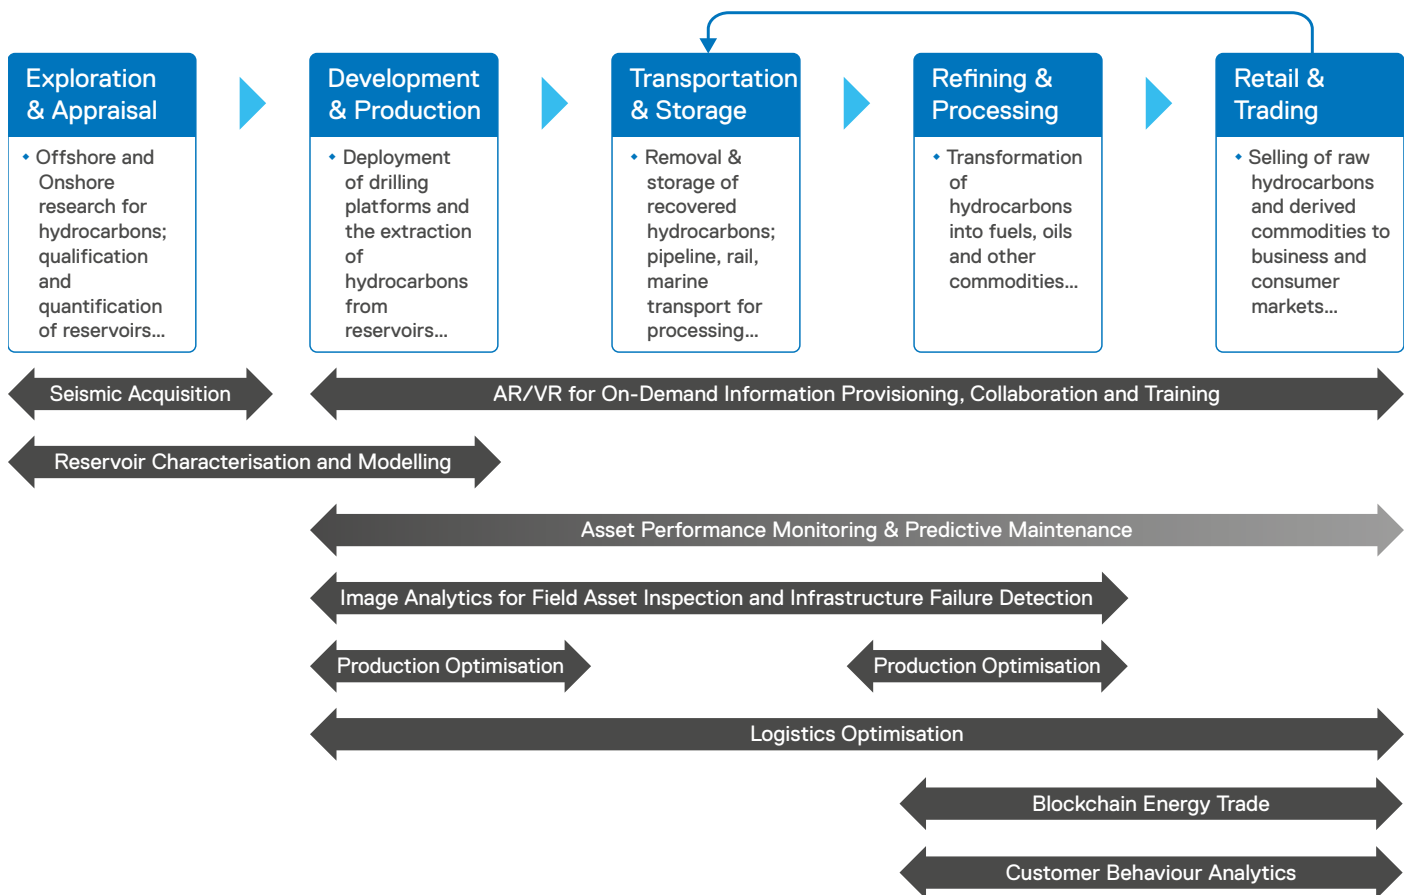 Exploration
& Appraisal
Offshore and
Onshore
research for
hydrocarbons;
qualification
and
quantification
of reservoirs...
Development
& Production
Deployment
of drilling
platforms and
the extraction
of
hydrocarbons
from
reservoirs...
Transportation
& Storage
Removal &
storage of
recovered
hydrocarbons;
pipeline, rail,
marine
transport for
processing...
Refining &
Processing
Transformation
of
hydrocarbons
into fuels, oils
and other
commodities...
Retail &
Trading
Selling of raw
hydrocarbons
and derived
commodities to
business and
consumer
markets...
Seismic Acquisition
AR/VR for On-Demand Information Provisioning, Collaboration and Training
Reservoir Characterisation and Modelling
Asset Performance Monitoring & Predictive Maintenance
Image Analytics for Field Asset Inspection and Infrastructure Failure Detection
Production Optimisation
Production Optimisation
Logistics Optimisation
Blockchain Energy Trade
Customer Behaviour Analytics